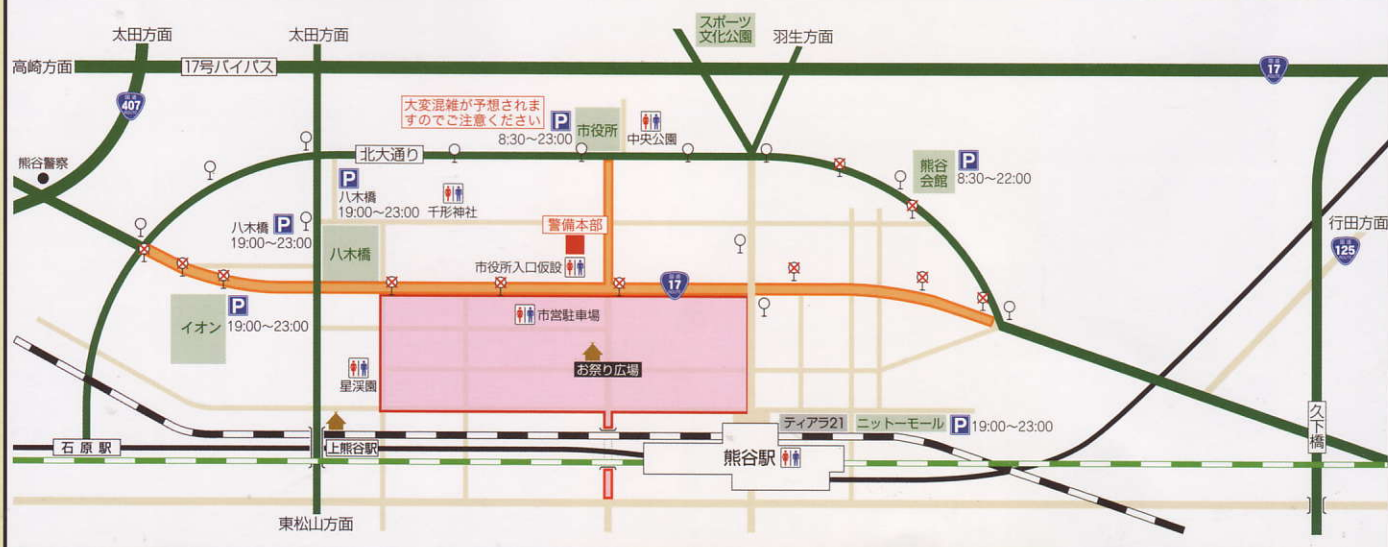 太田方面
太田方面
スポーツ
文化公園
羽生方面
高崎方面
17号バイパス
国道
17
国道
407
大変混雑が予想されま
すのでご注意ください
P
8:30～23:00
市役所
中央公園
熊谷警察
北大通り
熊谷
会館
P
8:30～22:00
P
八木橋
19:00～23:00
千形神社
八木橋
P
19:00～23:00
警備本部
行田方面
国道
125
八木橋
市役所入口仮設
国道
17
イオン
P
19:00～23:00
市営駐車場
お祭り広場
星渓園
ティアラ21
ニットーモール
P
19:00～23:00
久下橋
石原駅
上熊谷駅
熊谷駅
東松山方面